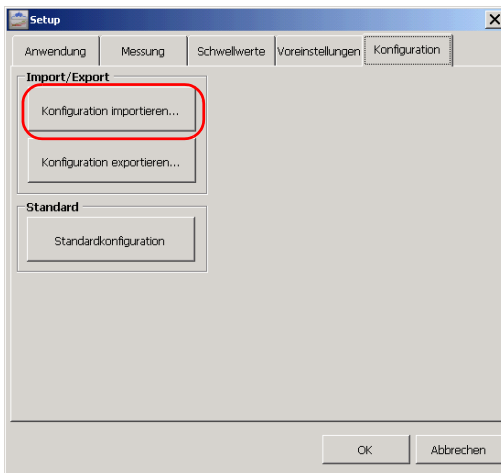 Setup
Anwendung Messung Schwellwerte Voreinstellungen Konfiguration
Import/Export
Konfiguration importieren...
Konfiguration exportieren...
Standard
Standardkonfiguration
OK Abbrechen